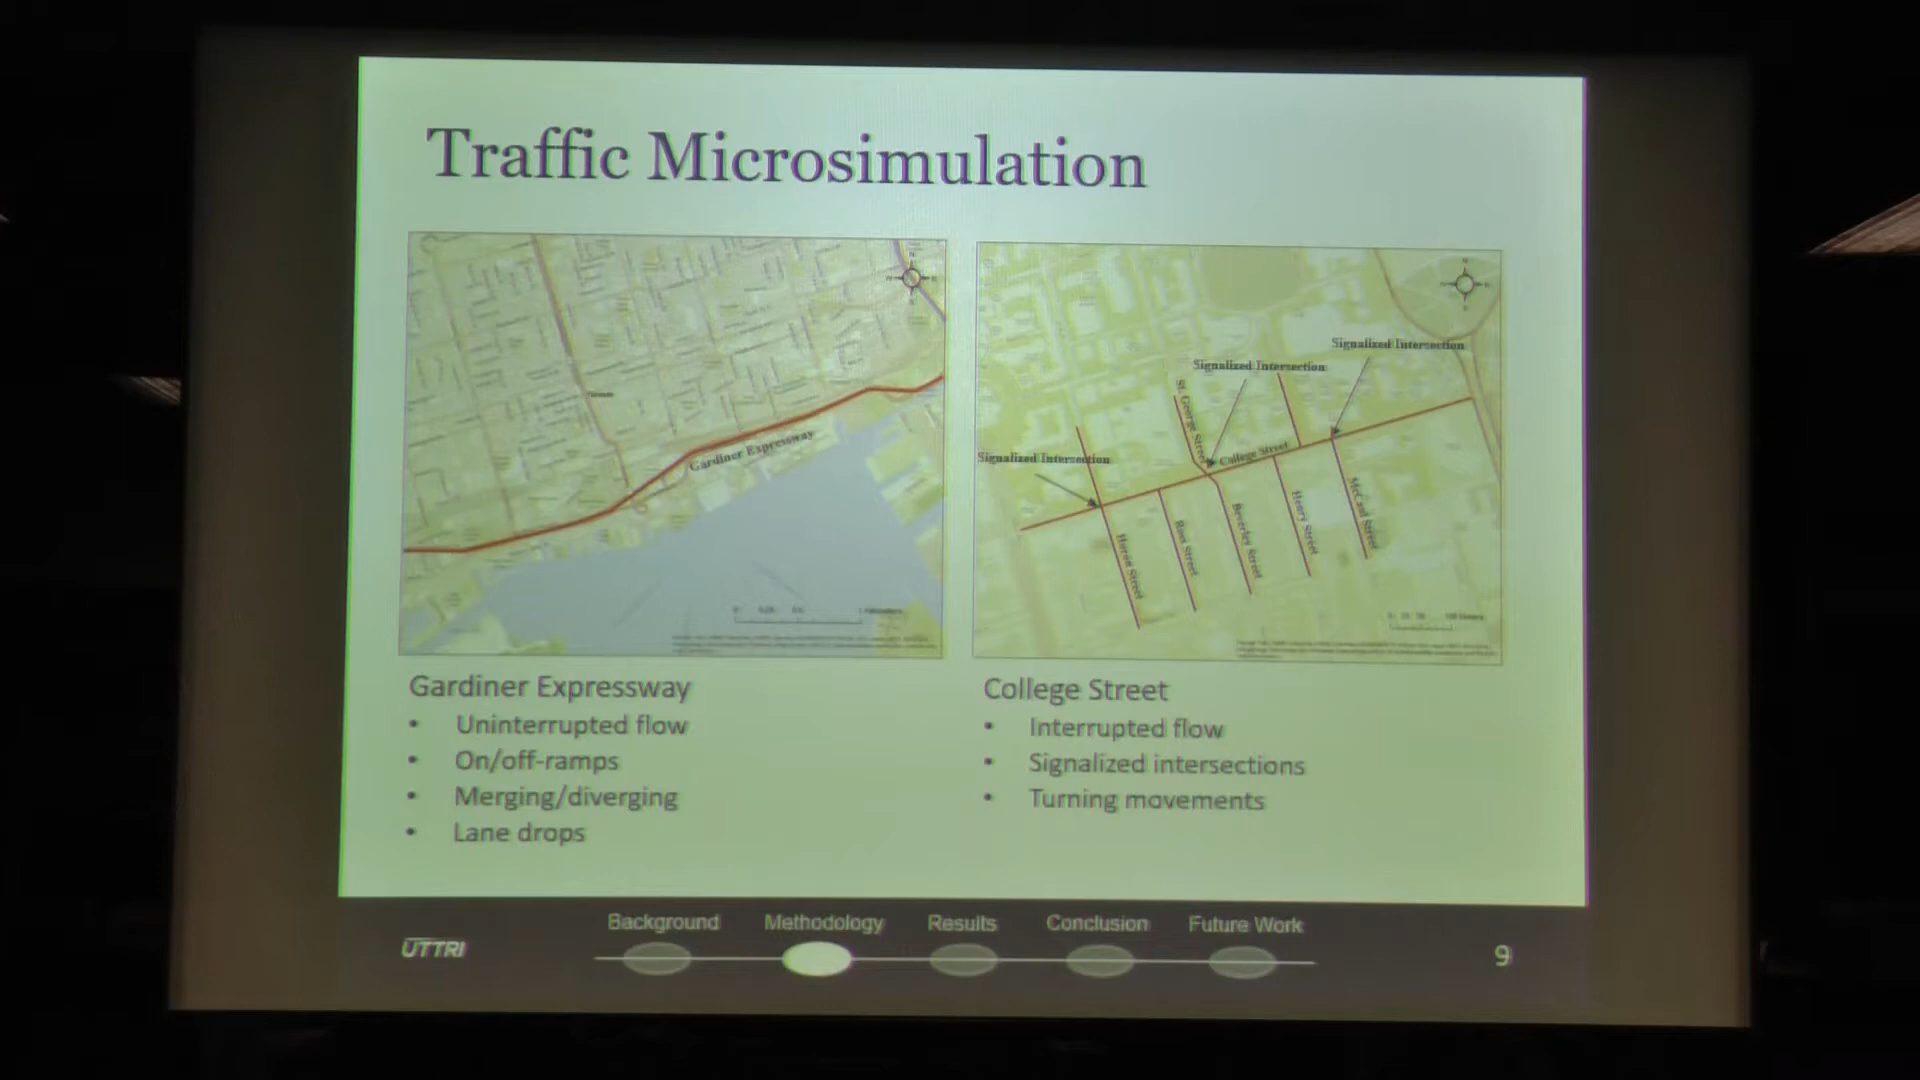 Traffic Microsimulation
Gardiner Expressway
Signalized Intersection
Signalized Intersection
Signalized Intersection
St. George Street
College Street
Huron Street
Ross Street
Beverley Street
Henry Street
McCaul Street
Gardiner Expressway
• Uninterrupted flow
• On/off-ramps
• Merging/diverging
• Lane drops
College Street
• Interrupted flow
• Signalized intersections
• Turning movements
Background Methodology Results Conclusion Future Work
UTTRI
9